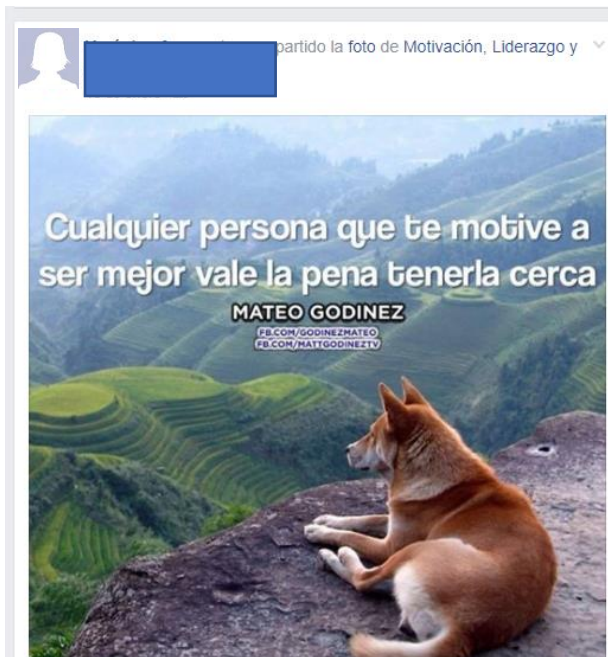 partido la foto de Motivación, Liderazgo y
Cualquier persona que te motive a
ser mejor vale la pena tenerla cerca
MATEO GODINEZ
FB.COM/GODINEZMATEO
FB.COM/MATTGODINEZTV